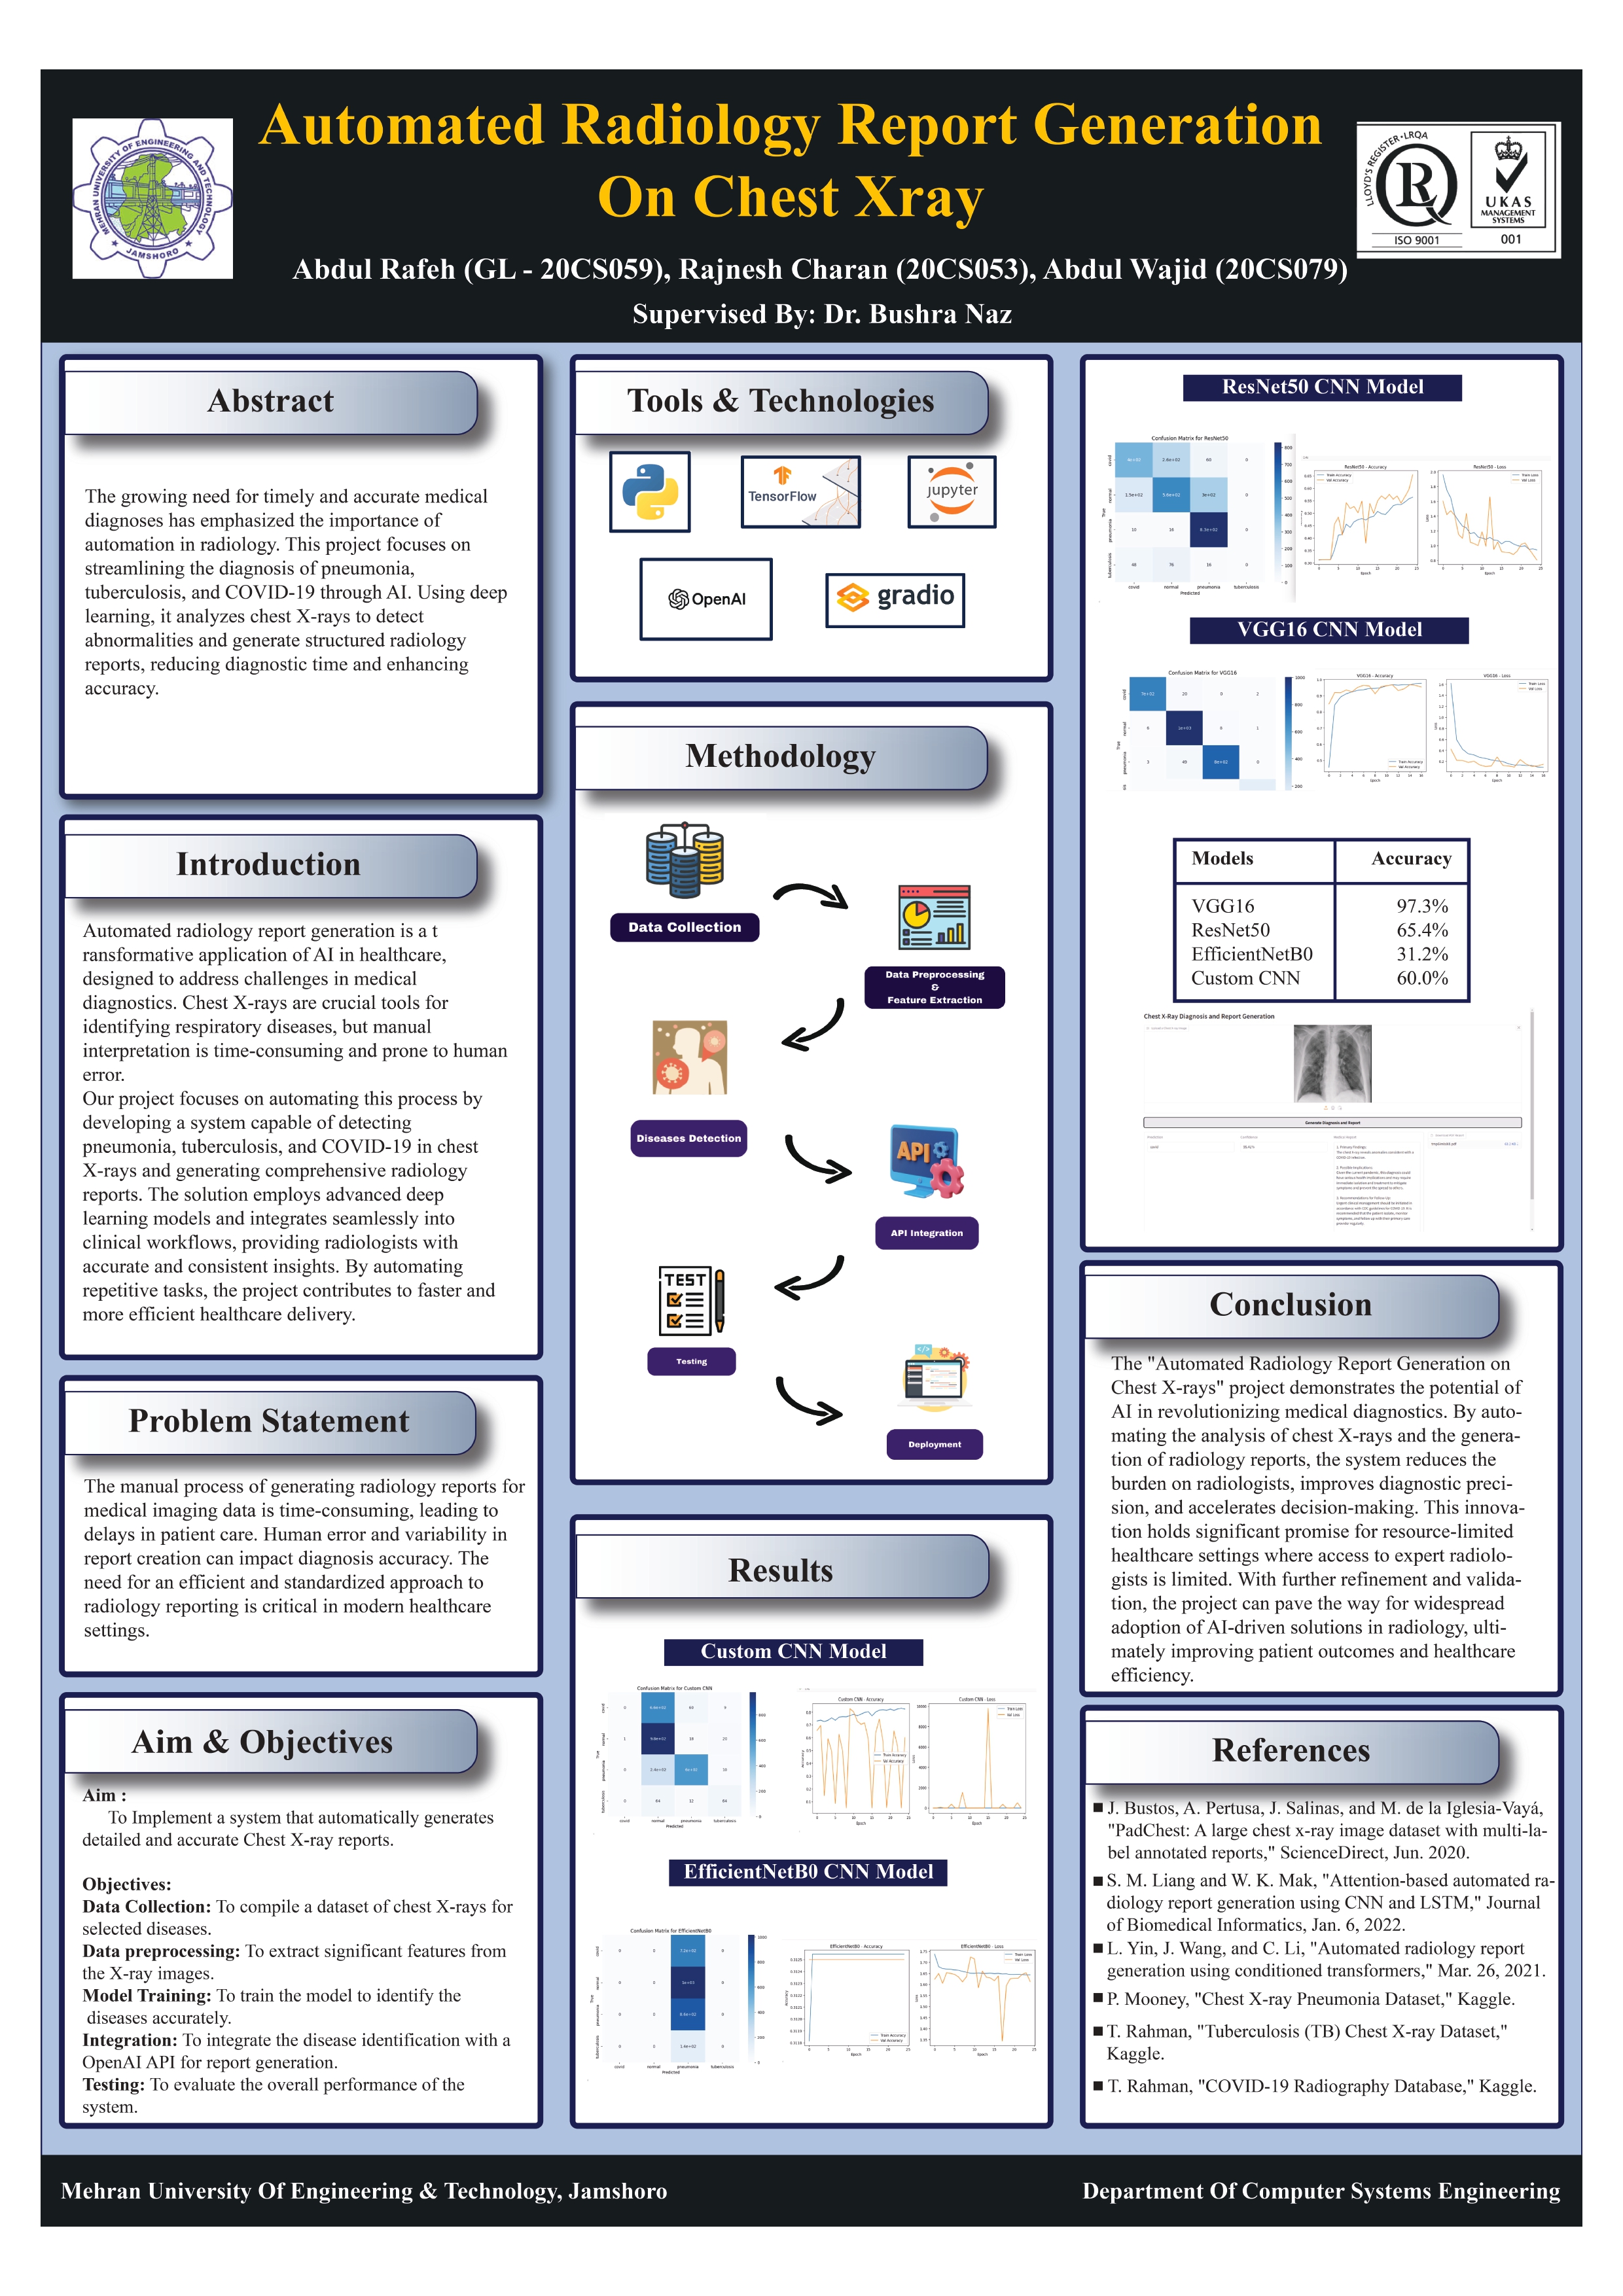 Automated Radiology Report Generation
On Chest Xray
Abdul Rafeh (GL - 20CS059), Rajnesh Charan (20CS053), Abdul Wajid (20CS079)
Supervised By: Dr. Bushra Naz
MEHRAN UNIVERSITY OF ENGINEERING AND TECHNOLOGY
JAMSHORO
LLOYD'S REGISTER • LRQA
ISO 9001
UKAS
MANAGEMENT
SYSTEMS
001
Abstract
The growing need for timely and accurate medical
diagnoses has emphasized the importance of
automation in radiology. This project focuses on
streamlining the diagnosis of pneumonia,
tuberculosis, and COVID-19 through AI. Using deep
learning, it analyzes chest X-rays to detect
abnormalities and generate structured radiology
reports, reducing diagnostic time and enhancing
accuracy.
Introduction
Automated radiology report generation is a t
ransformative application of AI in healthcare,
designed to address challenges in medical
diagnostics. Chest X-rays are crucial tools for
identifying respiratory diseases, but manual
interpretation is time-consuming and prone to human
error.
Our project focuses on automating this process by
developing a system capable of detecting
pneumonia, tuberculosis, and COVID-19 in chest
X-rays and generating comprehensive radiology
reports. The solution employs advanced deep
learning models and integrates seamlessly into
clinical workflows, providing radiologists with
accurate and consistent insights. By automating
repetitive tasks, the project contributes to faster and
more efficient healthcare delivery.
Problem Statement
The manual process of generating radiology reports for
medical imaging data is time-consuming, leading to
delays in patient care. Human error and variability in
report creation can impact diagnosis accuracy. The
need for an efficient and standardized approach to
radiology reporting is critical in modern healthcare
settings.
Aim & Objectives
Aim :
To Implement a system that automatically generates
detailed and accurate Chest X-ray reports.
Objectives:
Data Collection: To compile a dataset of chest X-rays for
selected diseases.
Data preprocessing: To extract significant features from
the X-ray images.
Model Training: To train the model to identify the
diseases accurately.
Integration: To integrate the disease identification with a
OpenAI API for report generation.
Testing: To evaluate the overall performance of the
system.
Tools & Technologies
TensorFlow
jupyter
OpenAI
gradio
Methodology
Data Collection
Data Preprocessing
&
Feature Extraction
Diseases Detection
API
API Integration
TEST
Testing
Deployment
Results
Custom CNN Model
Confusion Matrix for Custom CNN
Custom CNN - Accuracy
Custom CNN - Loss
EfficientNetB0 CNN Model
Confusion Matrix for EfficientNetB0
EfficientNetB0 - Accuracy
EfficientNetB0 - Loss
ResNet50 CNN Model
Confusion Matrix for ResNet50
ResNet50 - Accuracy
ResNet50 - Loss
VGG16 CNN Model
Confusion Matrix for VGG16
VGG16 - Accuracy
VGG16 - Loss
Models Accuracy
VGG16 97.3%
ResNet50 65.4%
EfficientNetB0 31.2%
Custom CNN 60.0%
Chest X-Ray Diagnosis and Report Generation
Generate Diagnosis and Report
Conclusion
The "Automated Radiology Report Generation on
Chest X-rays" project demonstrates the potential of
AI in revolutionizing medical diagnostics. By auto-
mating the analysis of chest X-rays and the genera-
tion of radiology reports, the system reduces the
burden on radiologists, improves diagnostic preci-
sion, and accelerates decision-making. This innova-
tion holds significant promise for resource-limited
healthcare settings where access to expert radiolo-
gists is limited. With further refinement and valida-
tion, the project can pave the way for widespread
adoption of AI-driven solutions in radiology, ulti-
mately improving patient outcomes and healthcare
efficiency.
References
J. Bustos, A. Pertusa, J. Salinas, and M. de la Iglesia-Vayá,
"PadChest: A large chest x-ray image dataset with multi-la-
bel annotated reports," ScienceDirect, Jun. 2020.
S. M. Liang and W. K. Mak, "Attention-based automated ra-
diology report generation using CNN and LSTM," Journal
of Biomedical Informatics, Jan. 6, 2022.
L. Yin, J. Wang, and C. Li, "Automated radiology report
generation using conditioned transformers," Mar. 26, 2021.
P. Mooney, "Chest X-ray Pneumonia Dataset," Kaggle.
T. Rahman, "Tuberculosis (TB) Chest X-ray Dataset,"
Kaggle.
T. Rahman, "COVID-19 Radiography Database," Kaggle.
Mehran University Of Engineering & Technology, Jamshoro
Department Of Computer Systems Engineering